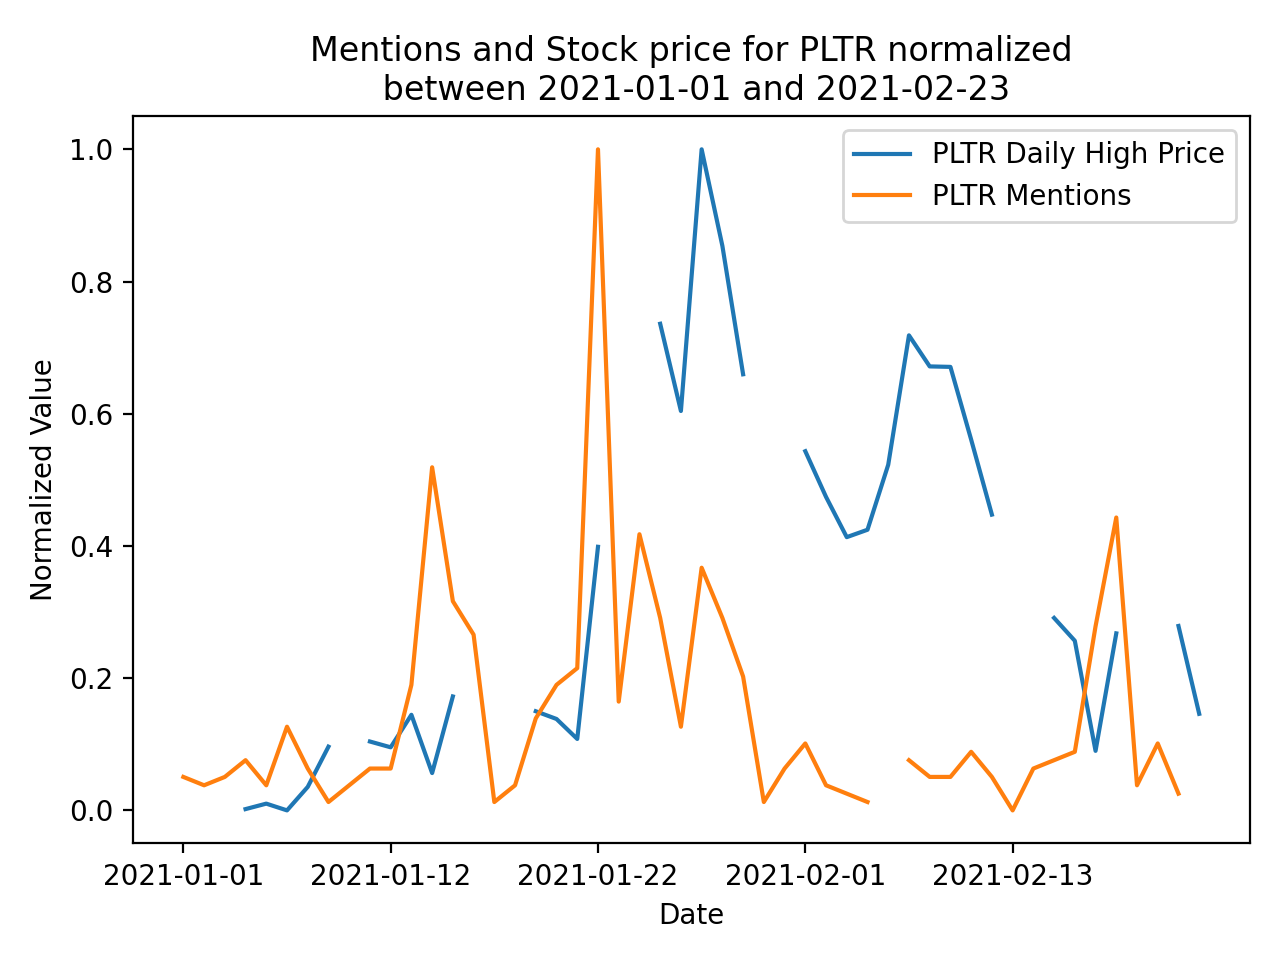 Mentions and Stock price for PLTR normalized
between 2021-01-01 and 2021-02-23
PLTR Daily High Price
PLTR Mentions
1.0
0.8
0.6
0.4
0.2
0.0
Normalized Value
2021-01-01
2021-01-12
2021-01-22
2021-02-01
2021-02-13
Date